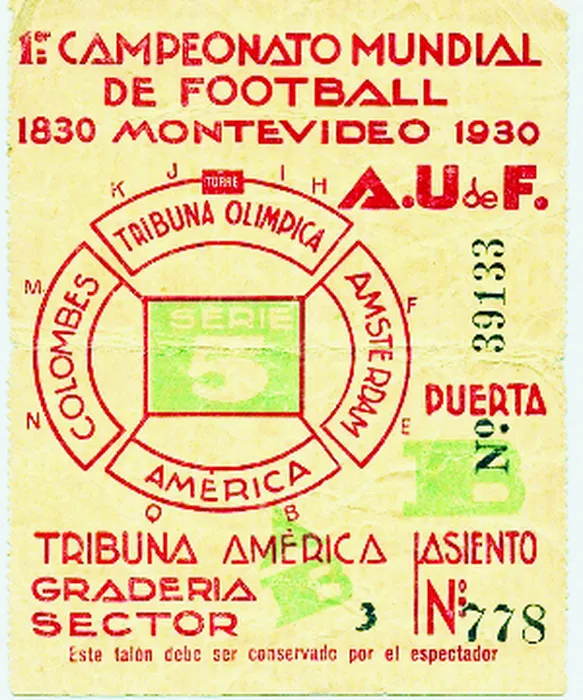 1er CAMPEONATO MUNDIAL
DE FOOTBALL
1830 MONTEVIDEO 1930
A.U de F.
K J TORRE I H
TRIBUNA OLIMPICA
M COLOMBES N
SERIE
5
F AMSTERDAM E
AMÉRICA
Q B
Nº 39133
PUERTA
B
TRIBUNA AMÉRICA
GRADERIA
SECTOR 3
B
ASIENTO
Nº 778
Este talón debe ser conservado por el espectador